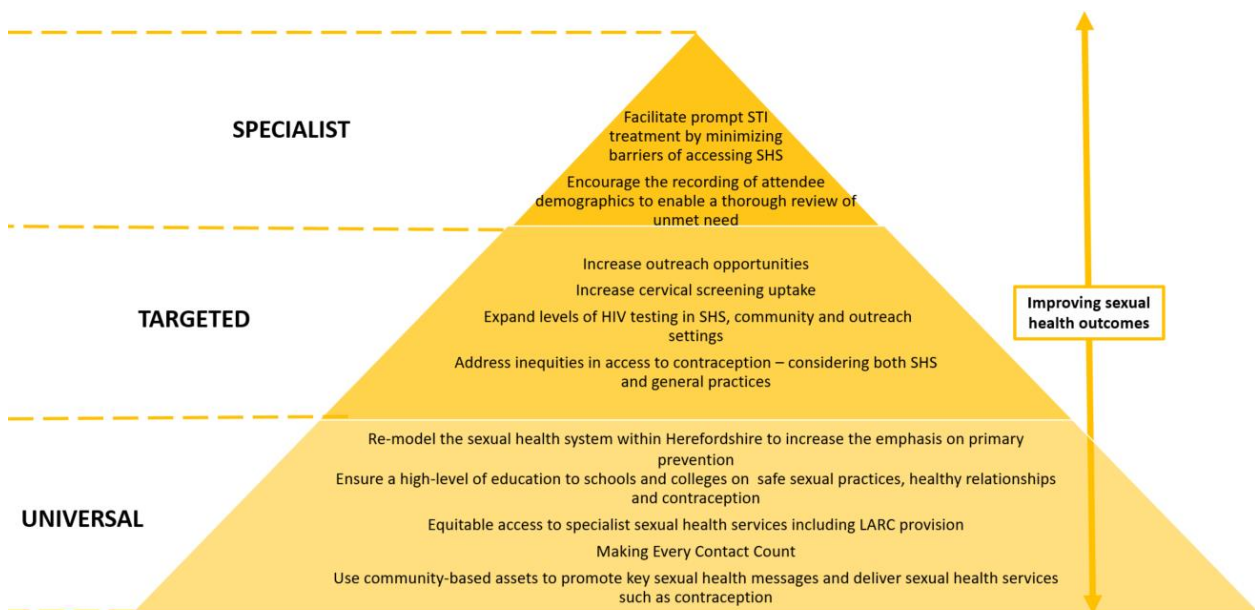 SPECIALIST
Facilitate prompt STI
treatment by minimizing
barriers of accessing SHS
Encourage the recording of attendee
demographics to enable a thorough review of
unmet need
TARGETED
Increase outreach opportunities
Increase cervical screening uptake
Expand levels of HIV testing in SHS, community and outreach
settings
Address inequities in access to contraception – considering both SHS
and general practices
Improving sexual
health outcomes
UNIVERSAL
Re-model the sexual health system within Herefordshire to increase the emphasis on primary
prevention
Ensure a high-level of education to schools and colleges on safe sexual practices, healthy relationships
and contraception
Equitable access to specialist sexual health services including LARC provision
Making Every Contact Count
Use community-based assets to promote key sexual health messages and deliver sexual health services
such as contraception